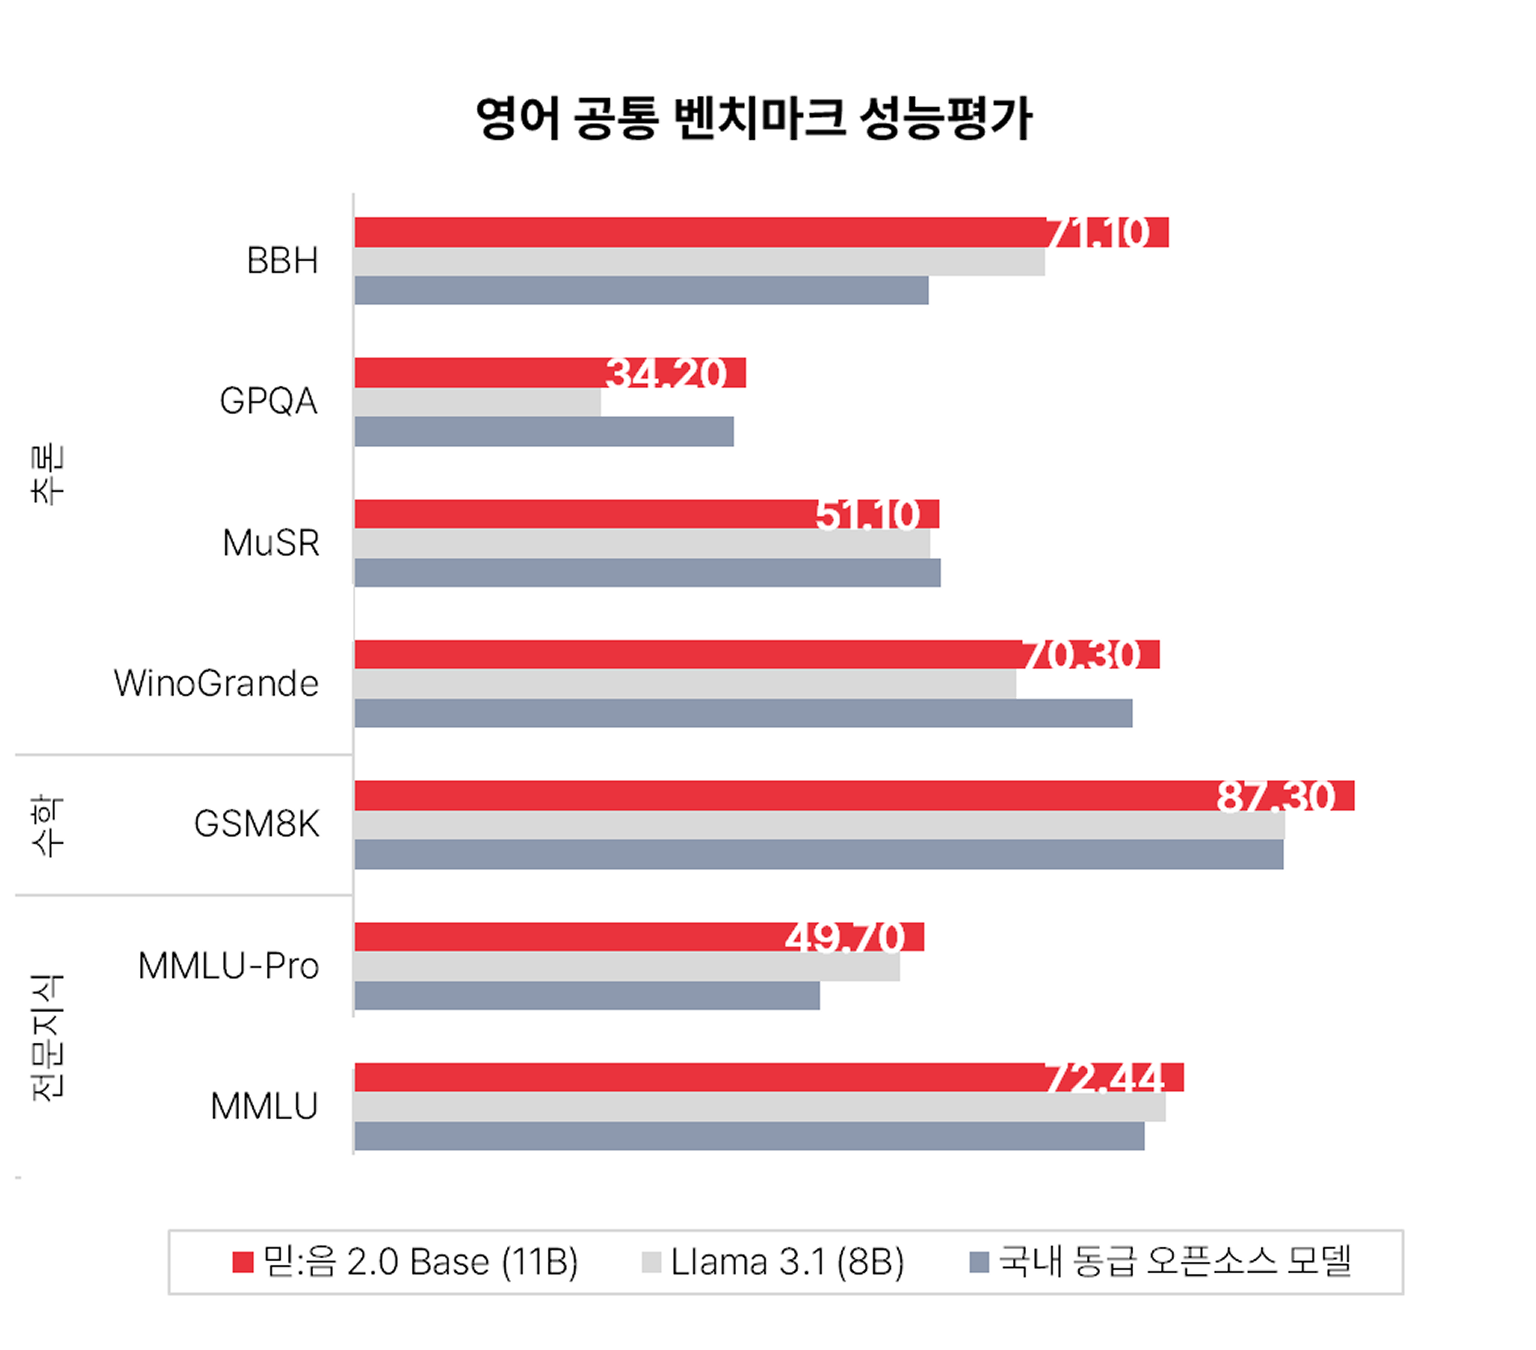 영어 공통 벤치마크 성능평가
추론
BBH
71.10
GPQA
34.20
MuSR
51.10
WinoGrande
70.30
수학
GSM8K
87.30
전문지식
MMLU-Pro
49.70
MMLU
72.44
믿:음 2.0 Base (11B)
Llama 3.1 (8B)
국내 동급 오픈소스 모델